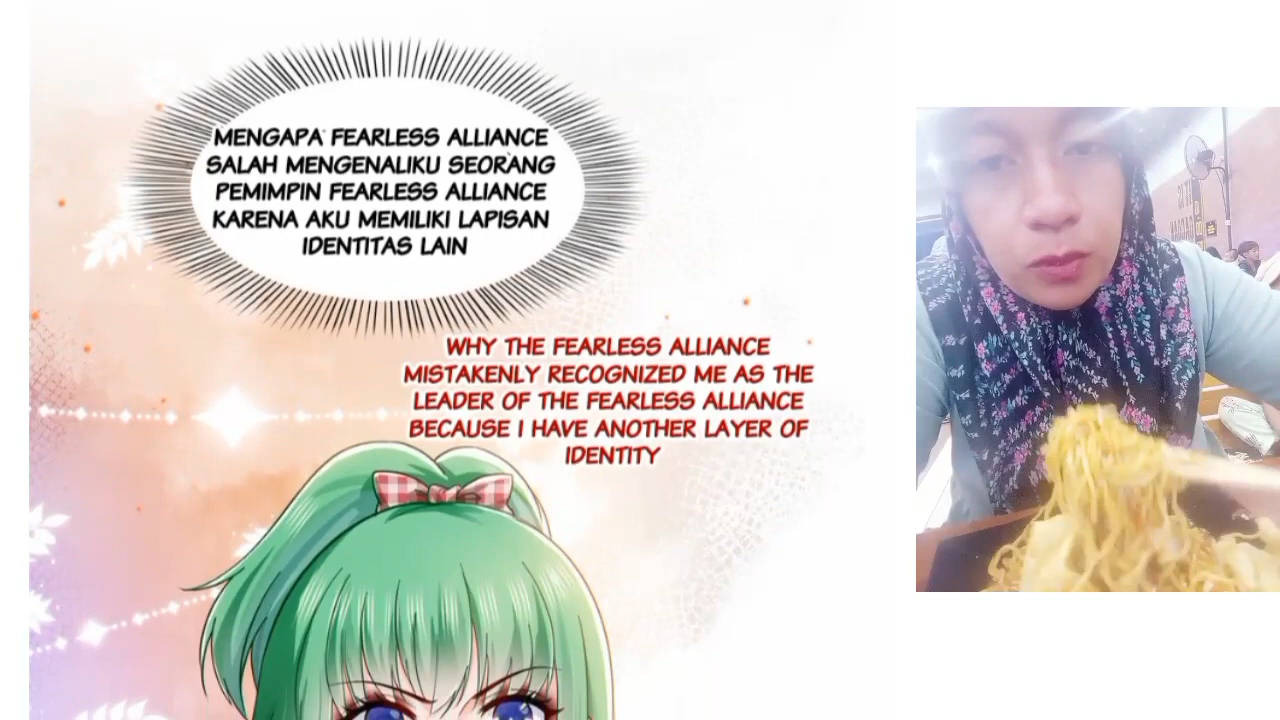 MENGAPA FEARLESS ALLIANCE
SALAH MENGENALIKU SEORANG
PEMIMPIN FEARLESS ALLIANCE
KARENA AKU MEMILIKI LAPISAN
IDENTITAS LAIN
WHY THE FEARLESS ALLIANCE
MISTAKENLY RECOGNIZED ME AS THE
LEADER OF THE FEARLESS ALLIANCE
BECAUSE I HAVE ANOTHER LAYER OF
IDENTITY